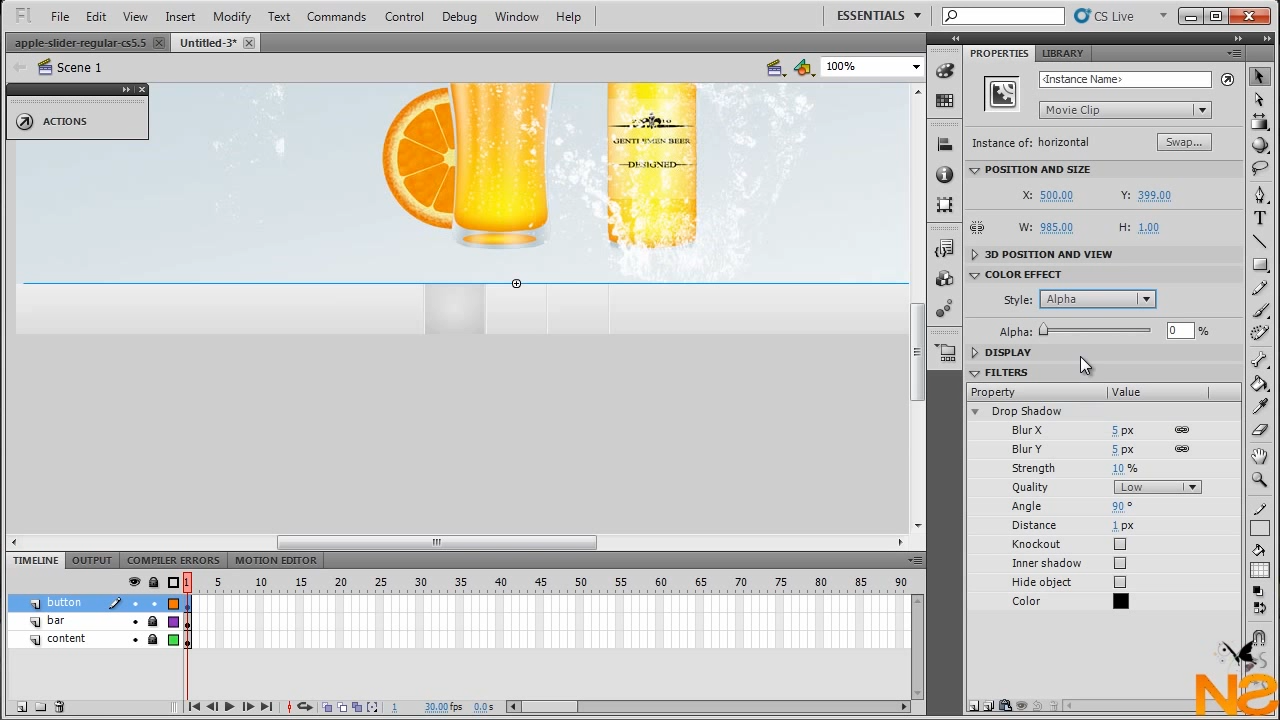 Fl File Edit View Insert Modify Text Commands Control Debug Window Help ESSENTIALS CS Live
apple-slider-regular-cs5.5 Untitled-3*
Scene 1 100%
ACTIONS
GENTLEMEN BEER
DESIGNED
PROPERTIES LIBRARY
<Instance Name>
Movie Clip
Instance of: horizontal Swap...
POSITION AND SIZE
X: 500.00 Y: 399.00
W: 985.00 H: 1.00
3D POSITION AND VIEW
COLOR EFFECT
Style: Alpha
Alpha: 0 %
DISPLAY
FILTERS
Property Value
Drop Shadow
Blur X 5 px
Blur Y 5 px
Strength 10 %
Quality Low
Angle 90 °
Distance 1 px
Knockout
Inner shadow
Hide object
Color
TIMELINE OUTPUT COMPILER ERRORS MOTION EDITOR
1 5 10 15 20 25 30 35 40 45 50 55 60 65 70 75 80 85 90
button
bar
content
1 30.00 fps 0.0 s
NS